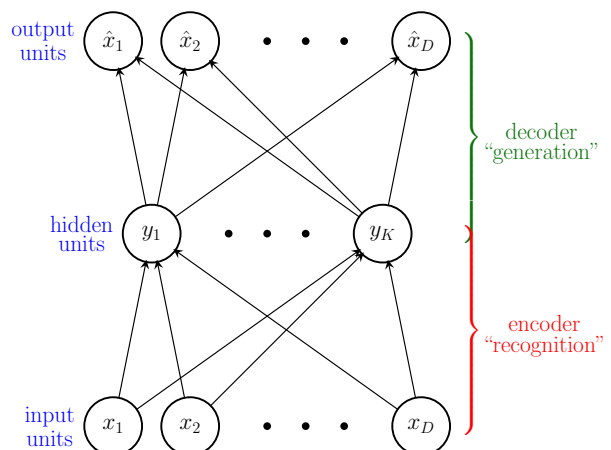 output
units
x̂₁
x̂₂
x̂_D
decoder
“generation”
hidden
units
y₁
y_K
encoder
“recognition”
input
units
x₁
x₂
x_D